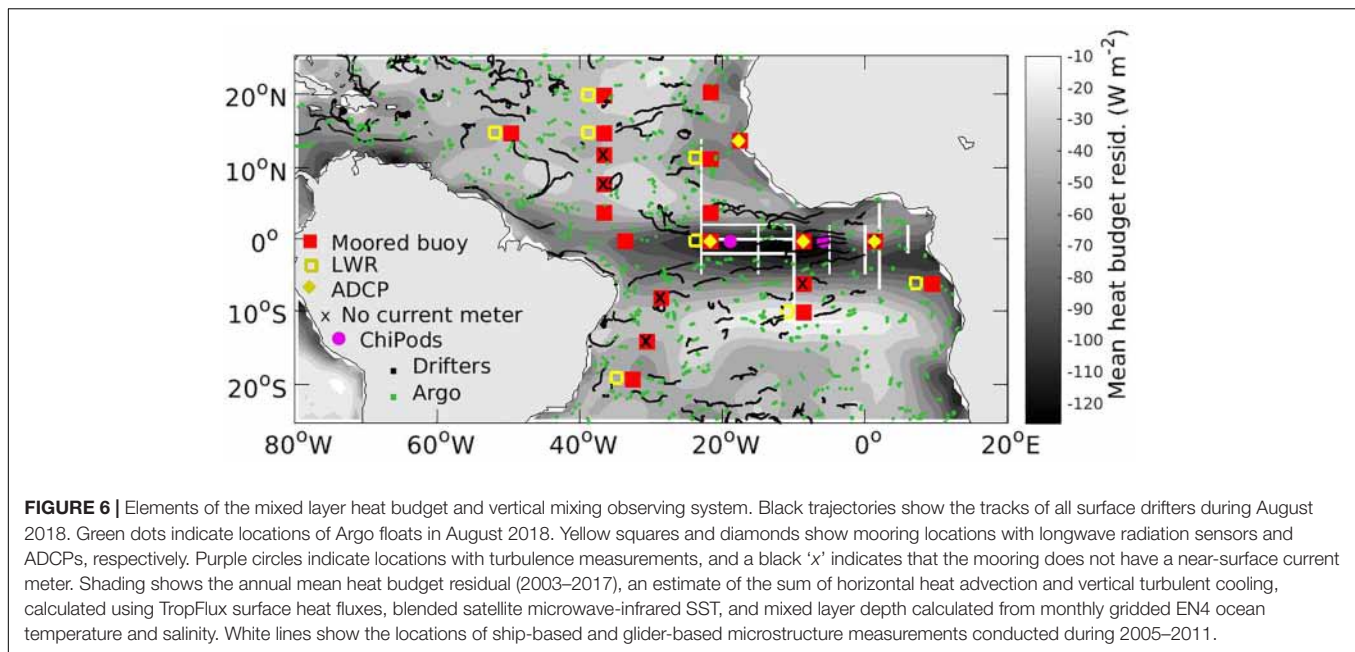 20°N
10°N
0°
10°S
20°S
80°W
60°W
40°W
20°W
0°
20°E
Moored buoy
LWR
ADCP
x No current meter
ChiPods
Drifters
Argo
-10
-20
-30
-40
-50
-60
-70
-80
-90
-100
-110
-120
Mean heat budget resid. (W m⁻²)
FIGURE 6 | Elements of the mixed layer heat budget and vertical mixing observing system. Black trajectories show the tracks of all surface drifters during August
2018. Green dots indicate locations of Argo floats in August 2018. Yellow squares and diamonds show mooring locations with longwave radiation sensors and
ADCPs, respectively. Purple circles indicate locations with turbulence measurements, and a black ‘x’ indicates that the mooring does not have a near-surface current
meter. Shading shows the annual mean heat budget residual (2003–2017), an estimate of the sum of horizontal heat advection and vertical turbulent cooling,
calculated using TropFlux surface heat fluxes, blended satellite microwave-infrared SST, and mixed layer depth calculated from monthly gridded EN4 ocean
temperature and salinity. White lines show the locations of ship-based and glider-based microstructure measurements conducted during 2005–2011.